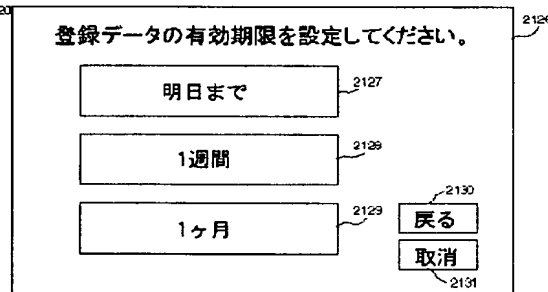 20
登録データの有効期限を設定してください。
2126
明日まで
2127
1週間
2128
1ヶ月
2129
2130
戻る
取消
2131